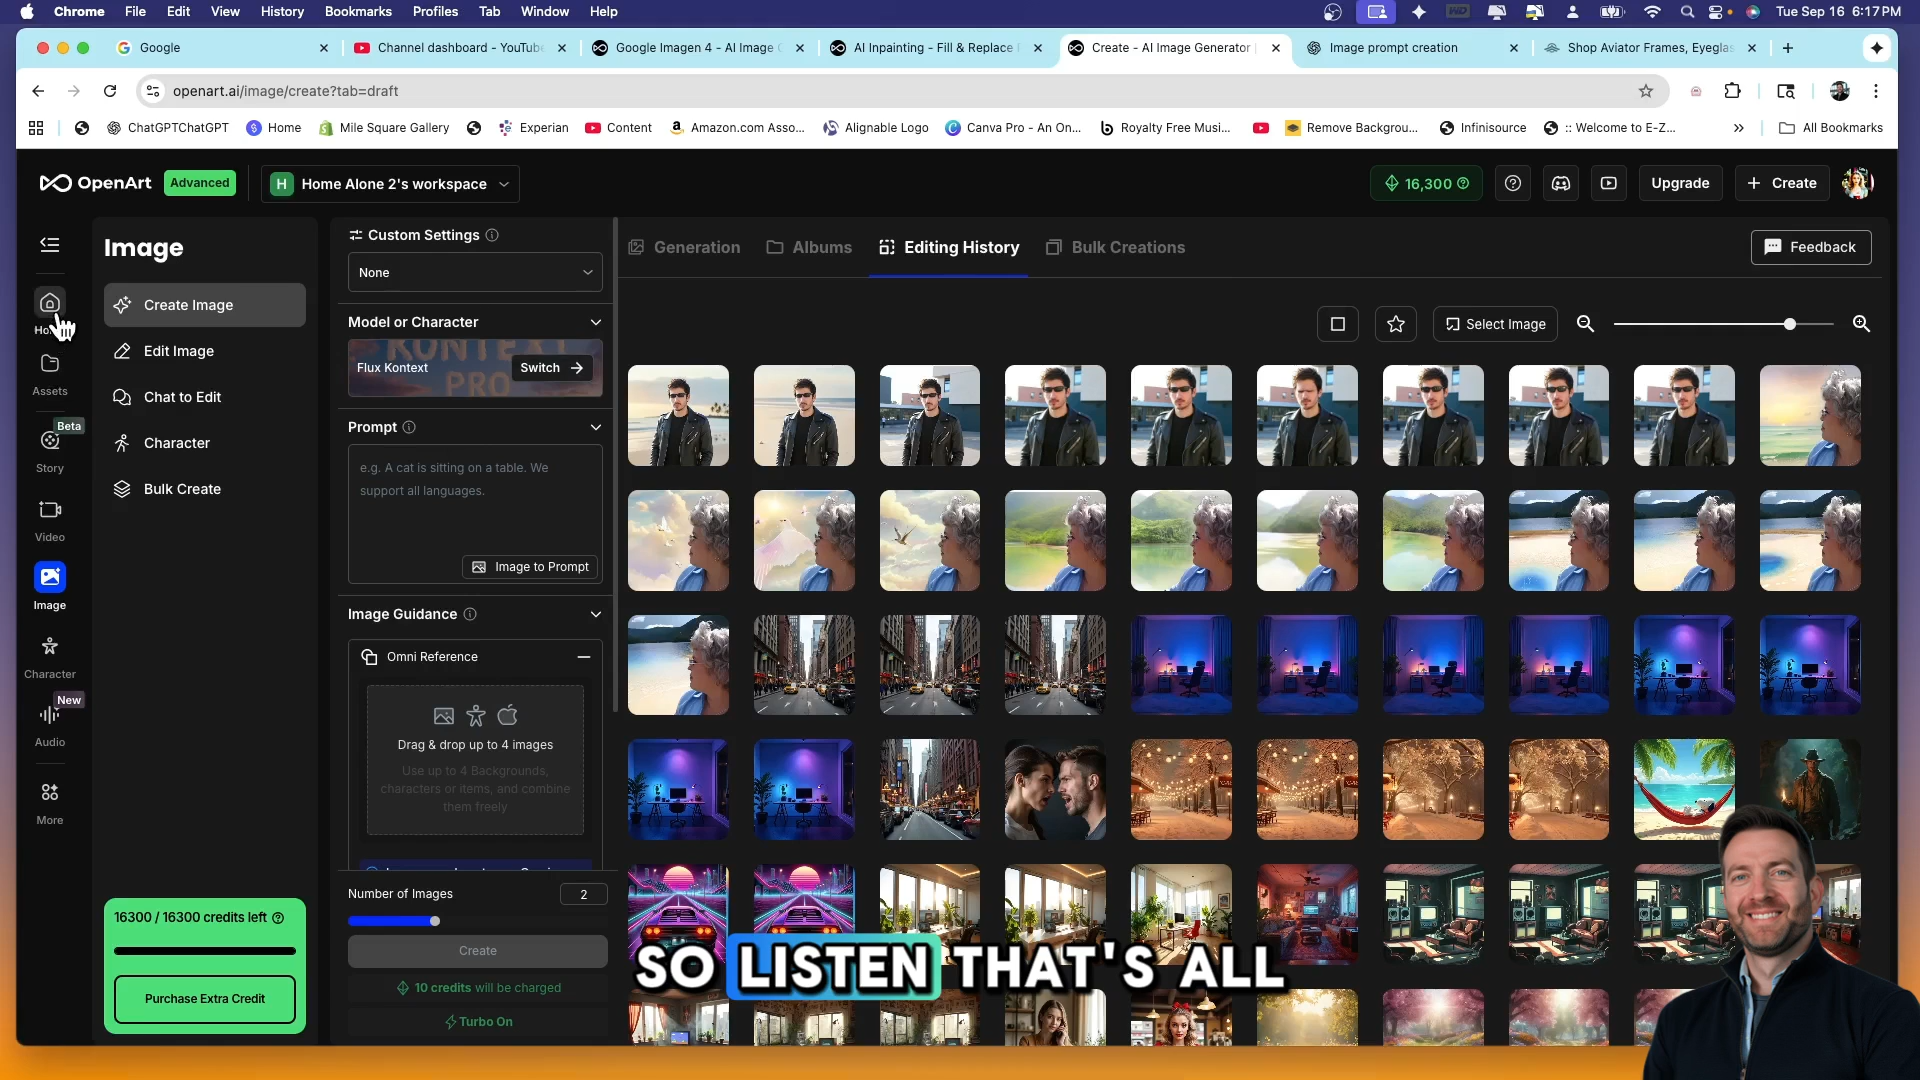 Chrome File Edit View History Bookmarks Profiles Tab Window Help
Tue Sep 16 6:17PM
Google
Channel dashboard - YouTube
Google Imagen 4 - AI Image
AI Inpainting - Fill & Replace
Create - AI Image Generator
Image prompt creation
Shop Aviator Frames, Eyegla
openart.ai/image/create?tab=draft
ChatGPTChatGPT
Home
Mile Square Gallery
Experian
Content
Amazon.com Asso...
Alignable Logo
Canva Pro - An On...
Royalty Free Musi...
Remove Backgrou...
Infinisource
:: Welcome to E-Z...
All Bookmarks
OpenArt
Advanced
H
Home Alone 2's workspace
16,300
Upgrade
Create
Image
Create Image
Edit Image
Chat to Edit
Character
Bulk Create
Assets
Beta
Story
Video
Image
Character
New
Audio
More
16300 / 16300 credits left
Purchase Extra Credit
Custom Settings
None
Model or Character
KONTEXT
PRO
Flux Kontext
Switch
Prompt
e.g. A cat is sitting on a table. We
support all languages.
Image to Prompt
Image Guidance
Omni Reference
Drag & drop up to 4 images
Use up to 4 Backgrounds,
characters or items, and combine
them freely
Number of Images
2
Create
10 credits will be charged
Turbo On
Generation
Albums
Editing History
Bulk Creations
Feedback
Select Image
SO LISTEN THAT'S ALL